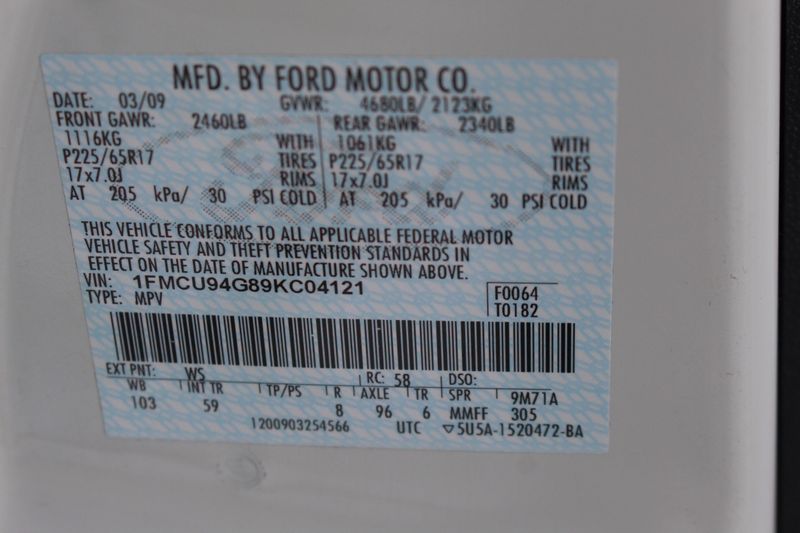 MFD. BY FORD MOTOR CO.
DATE: 03/09 GVWR: 4680LB/ 2123KG
FRONT GAWR: 2460LB REAR GAWR: 2340LB
1116KG WITH 1061KG WITH
P225/65R17 TIRES P225/65R17 TIRES
17x7.0J RIMS 17x7.0J RIMS
AT 205 kPa/ 30 PSI COLD AT 205 kPa/ 30 PSI COLD
THIS VEHICLE CONFORMS TO ALL APPLICABLE FEDERAL MOTOR
VEHICLE SAFETY AND THEFT PREVENTION STANDARDS IN
EFFECT ON THE DATE OF MANUFACTURE SHOWN ABOVE.
VIN: 1FMCU94G89KC04121 F0064
TYPE: MPV T0182
EXT PNT: WS RC: 58 DSO:
WB INT TR TP/PS R AXLE TR SPR 9M71A
103 59 8 96 6 MMFF 305
1200903254566 UTC ▽5U5A-1520472-BA